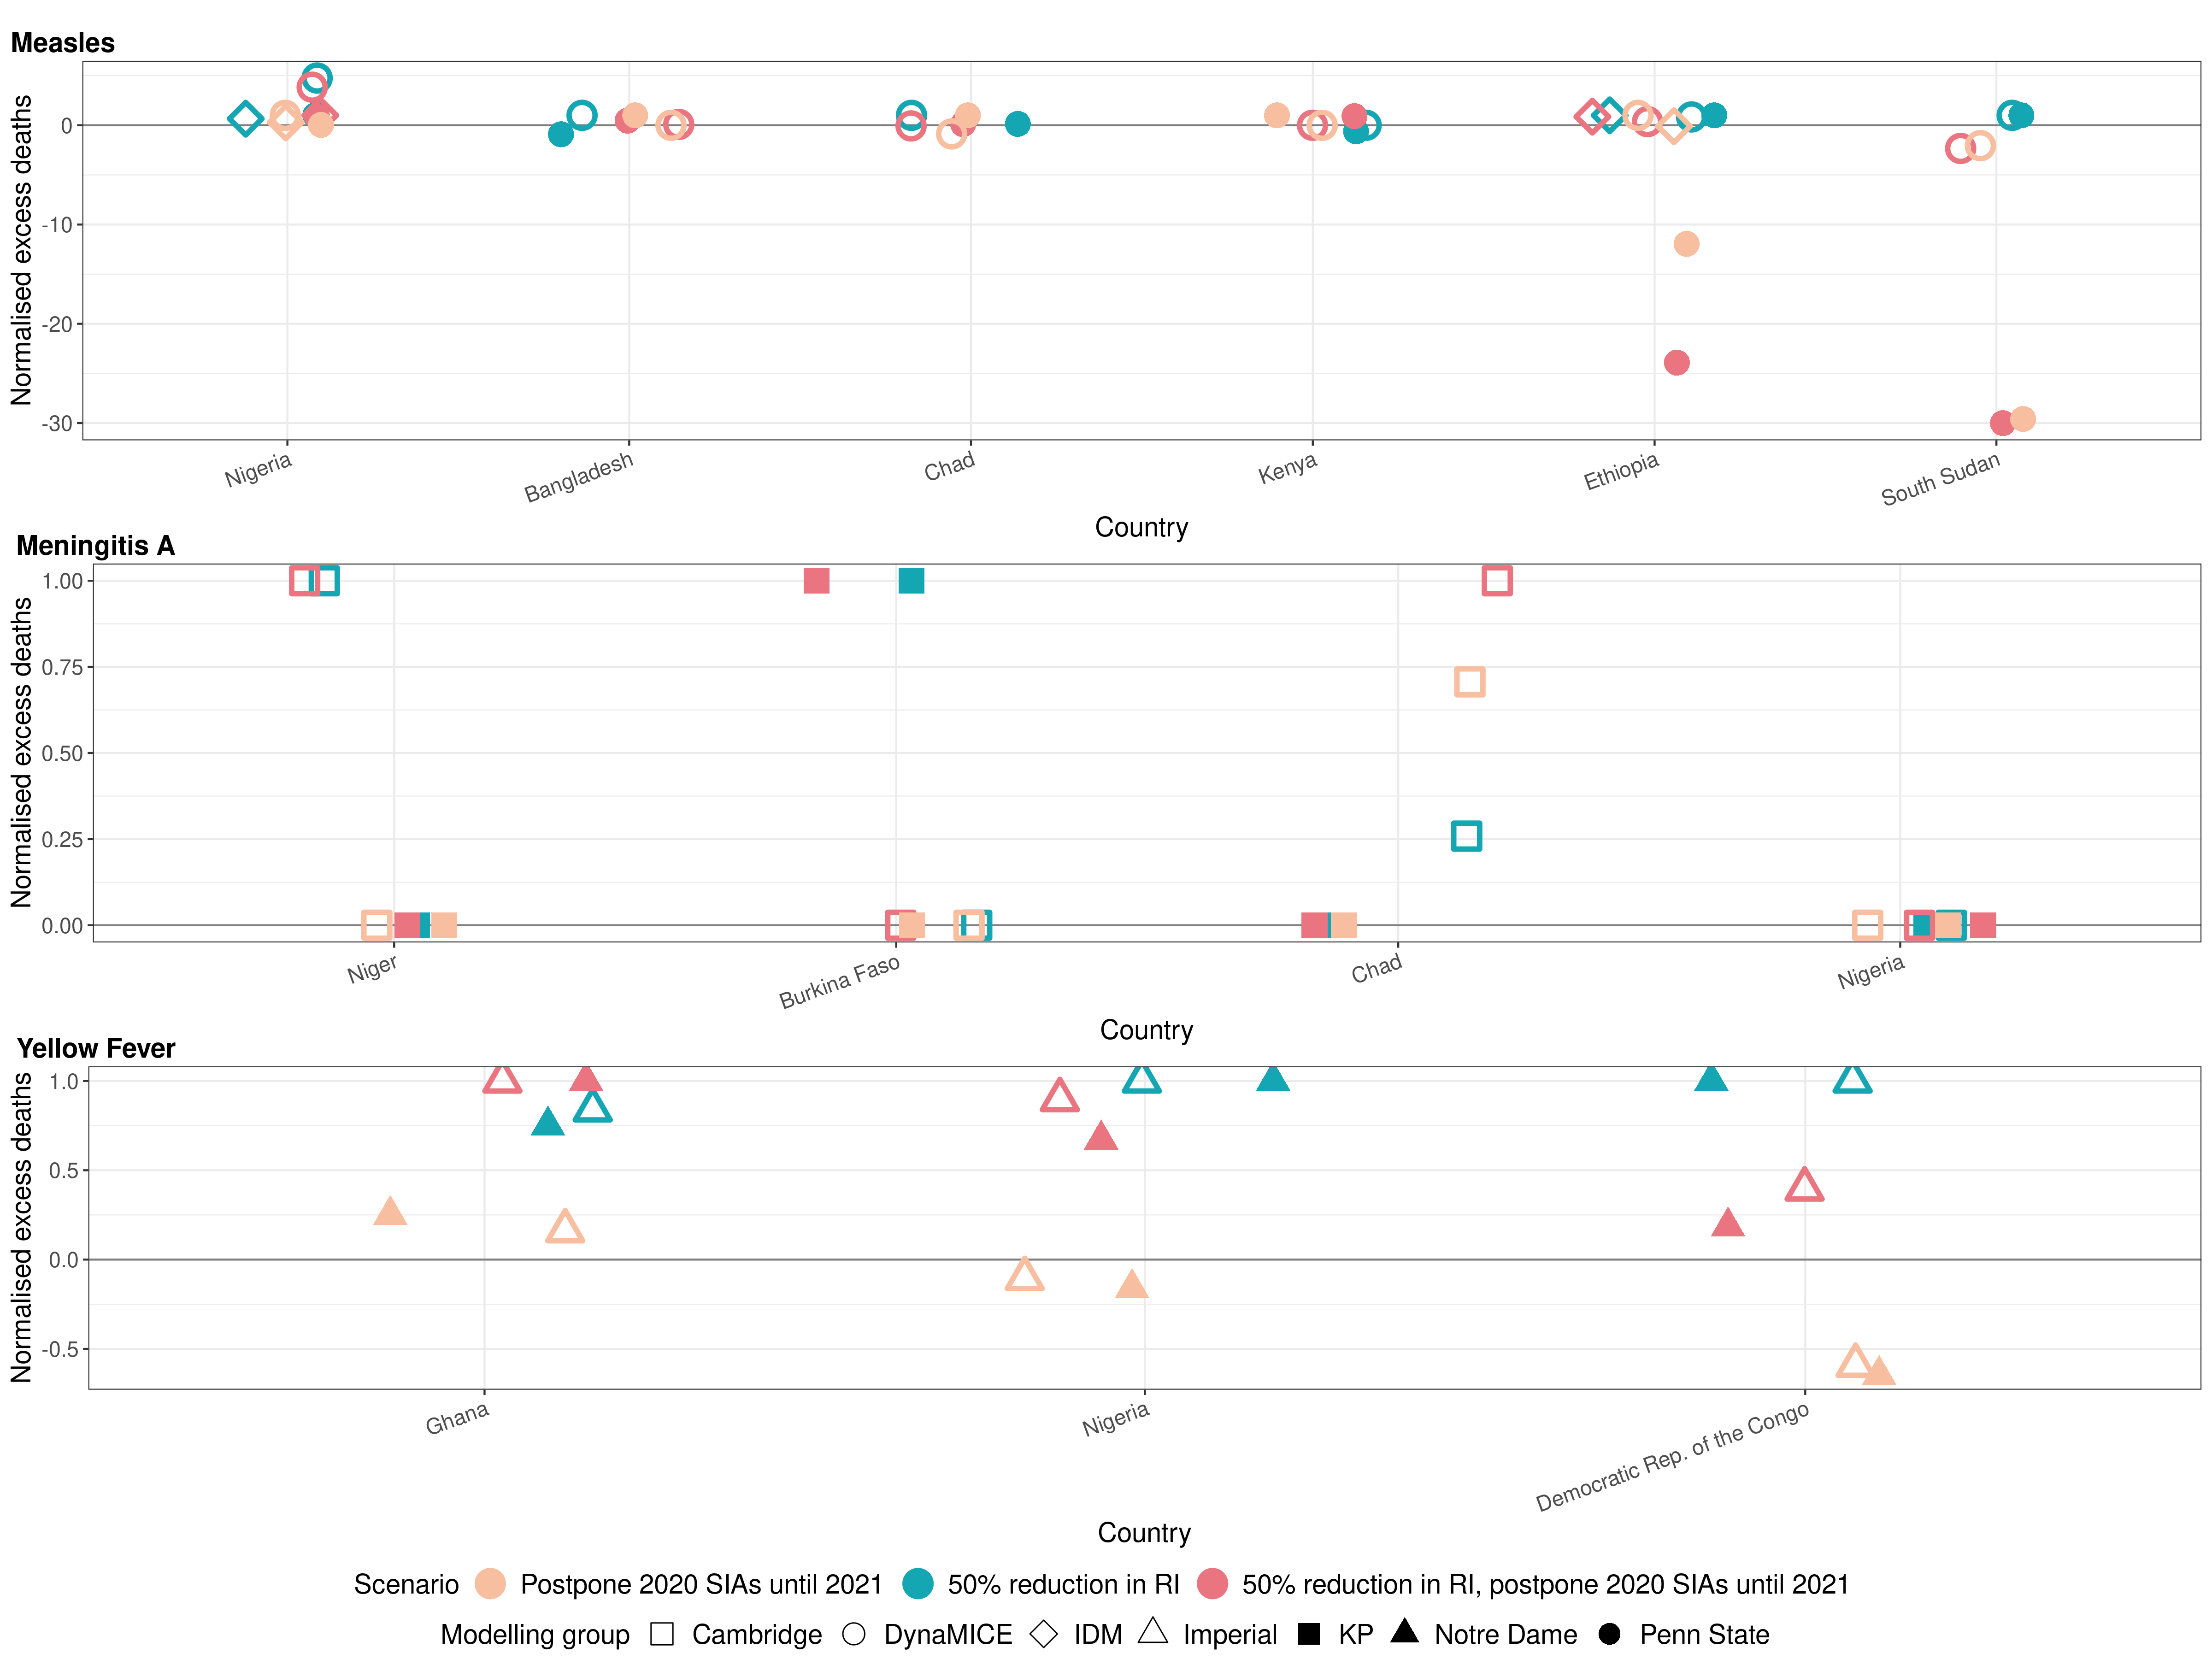 Measles
Normalised excess deaths
0
-10
-20
-30
Nigeria
Bangladesh
Chad
Kenya
Ethiopia
South Sudan
Country
Meningitis A
Normalised excess deaths
1.00
0.75
0.50
0.25
0.00
Niger
Burkina Faso
Chad
Nigeria
Country
Yellow Fever
Normalised excess deaths
1.0
0.5
0.0
-0.5
Ghana
Nigeria
Democratic Rep. of the Congo
Country
Scenario Postpone 2020 SIAs until 2021 50% reduction in RI 50% reduction in RI, postpone 2020 SIAs until 2021
Modelling group Cambridge DynaMICE IDM Imperial KP Notre Dame Penn State